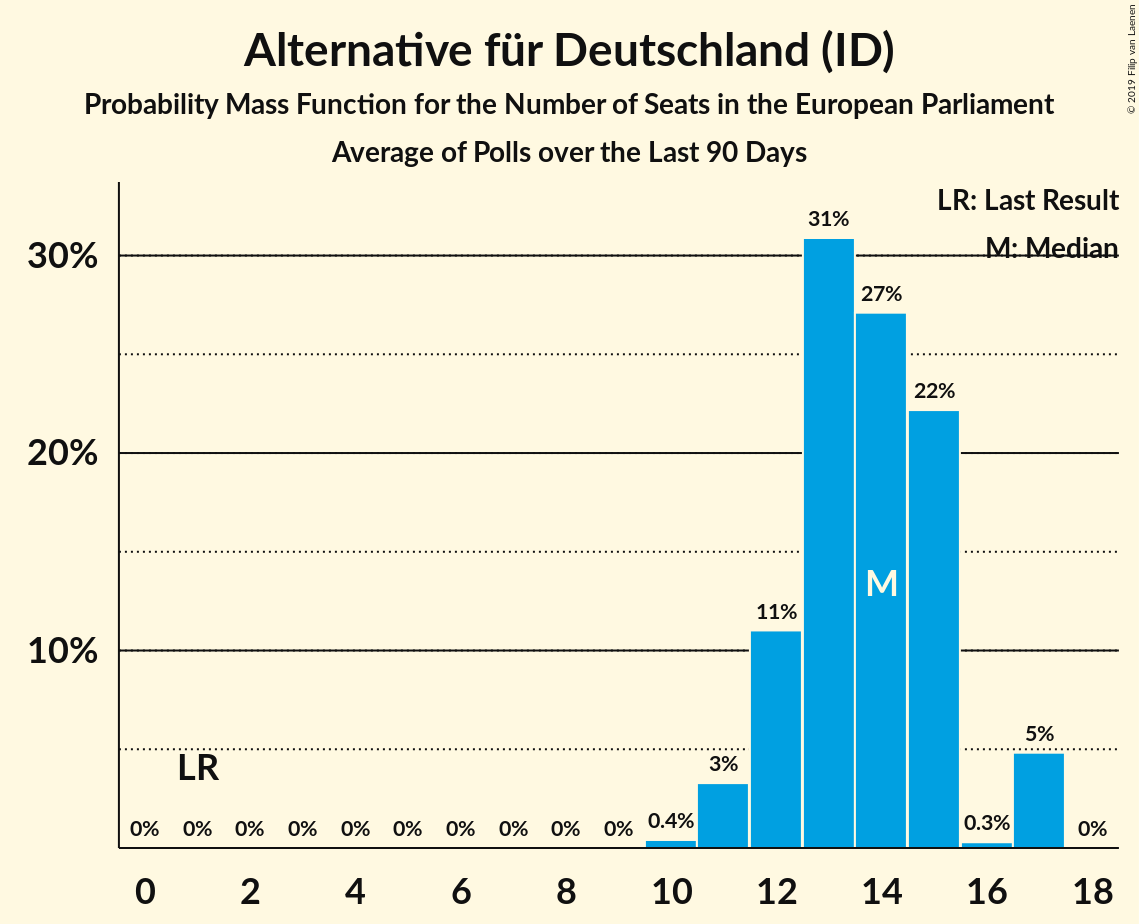 Alternative für Deutschland (ID)
Probability Mass Function for the Number of Seats in the European Parliament
Average of Polls over the Last 90 Days
© 2019 Filip van Laenen
LR: Last Result
M: Median
30%
20%
10%
31%
27%
22%
11%
M
5%
3%
LR
0% 0% 0% 0% 0% 0% 0% 0% 0% 0% 0.4% 0.3% 0%
0 2 4 6 8 10 12 14 16 18